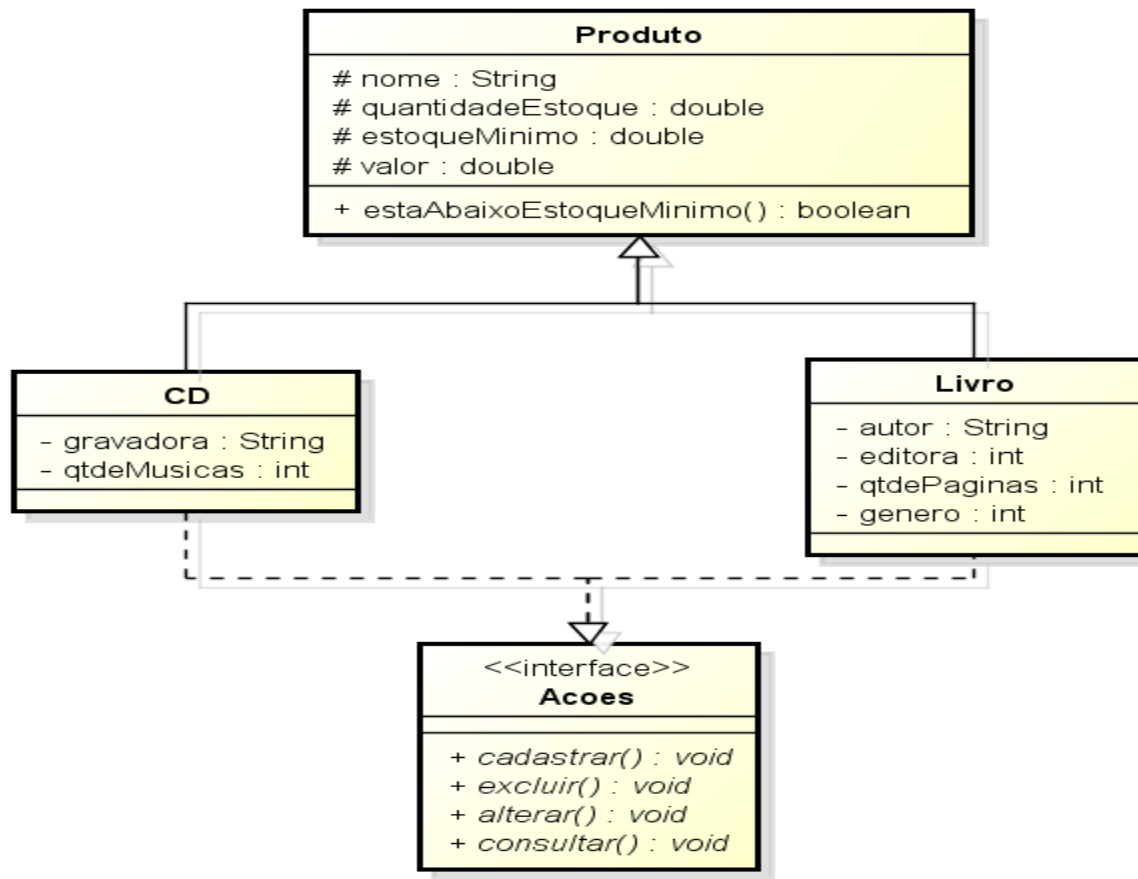 Produto
# nome : String
# quantidadeEstoque : double
# estoqueMinimo : double
# valor : double
+ estaAbaixoEstoqueMinimo() : boolean
CD
- gravadora : String
- qtdeMusicas : int
Livro
- autor : String
- editora : int
- qtdePaginas : int
- genero : int
<<interface>>
Acoes
+ cadastrar() : void
+ excluir() : void
+ alterar() : void
+ consultar() : void